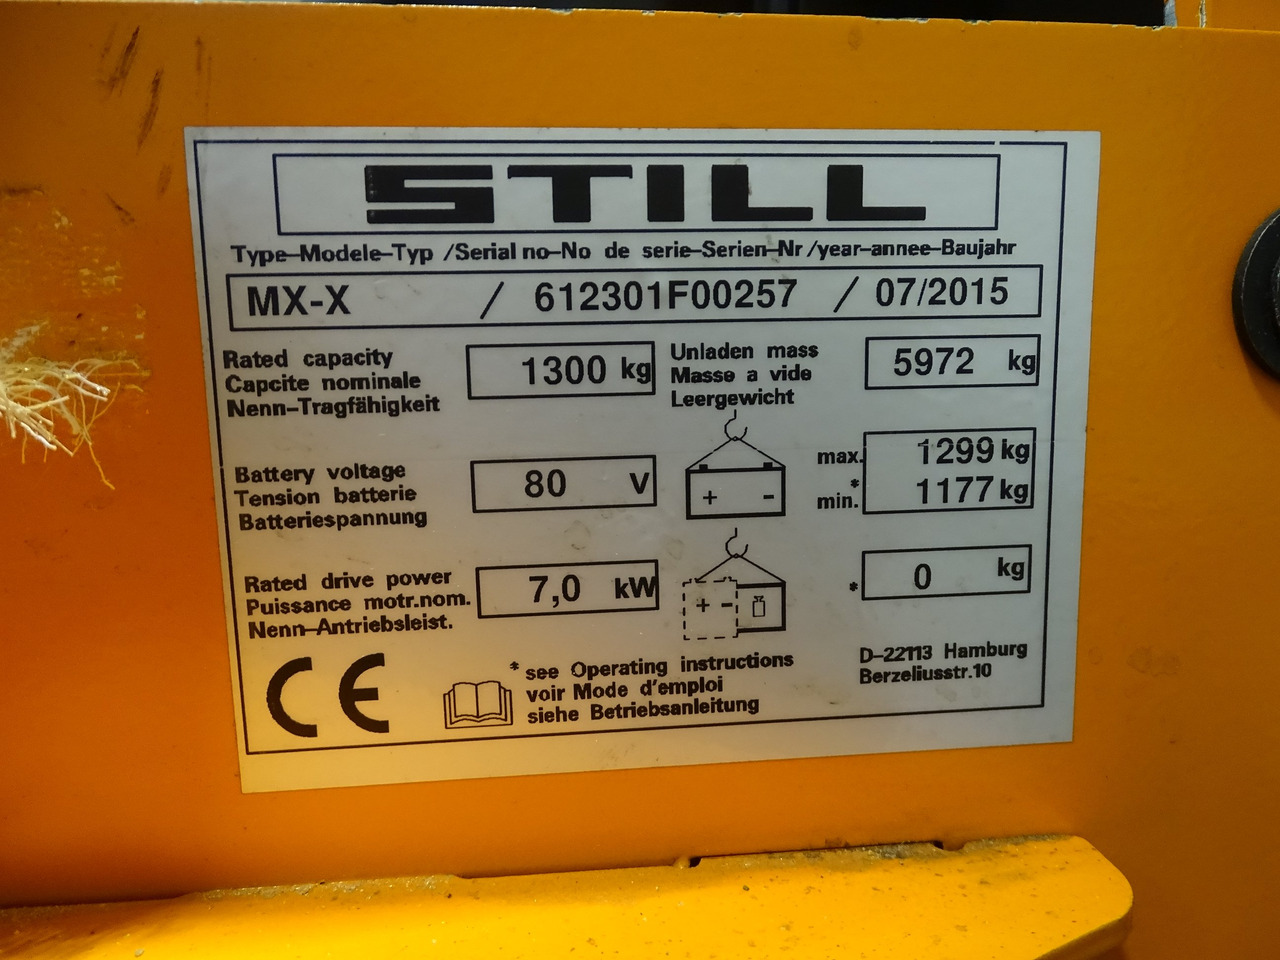 STILL
Type-Modele-Typ /Serial no-No de serie-Serien-Nr /year-annee-Baujahr
MX-X / 612301F00257 / 07/2015
Rated capacity
Capcite nominale
Nenn-Tragfähigkeit
1300 kg
Unladen mass
Masse a vide
Leergewicht
5972 kg
Battery voltage
Tension batterie
Batteriespannung
80 V
+ -
max. 1299 kg
* min. 1177 kg
Rated drive power
Puissance motr.nom.
Nenn-Antriebsleist.
7,0 kW
+ -
* 0 kg
CE
* see Operating instructions
voir Mode d'emploi
siehe Betriebsanleitung
D-22113 Hamburg
Berzeliusstr.10